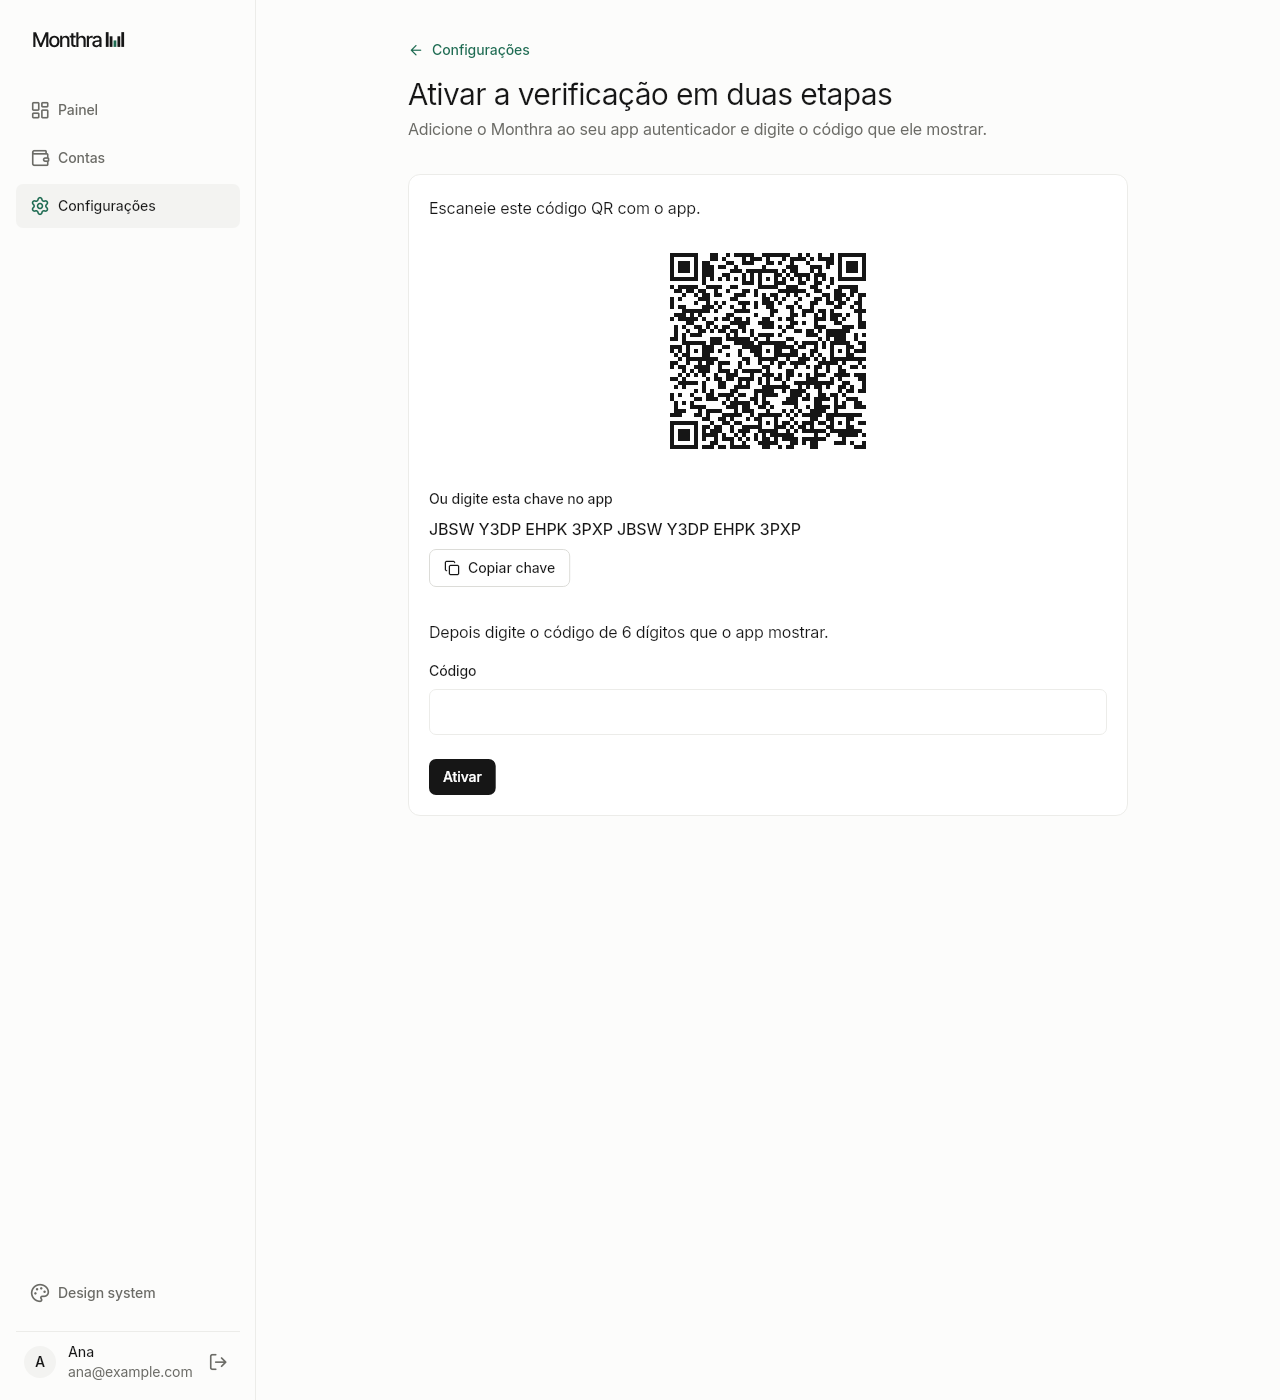 Monthra
Painel
Contas
Configurações
Design system
A
Ana
ana@example.com
Configurações
Ativar a verificação em duas etapas
Adicione o Monthra ao seu app autenticador e digite o código que ele mostrar.
Escaneie este código QR com o app.
Ou digite esta chave no app
JBSW Y3DP EHPK 3PXP JBSW Y3DP EHPK 3PXP
Copiar chave
Depois digite o código de 6 dígitos que o app mostrar.
Código
Ativar